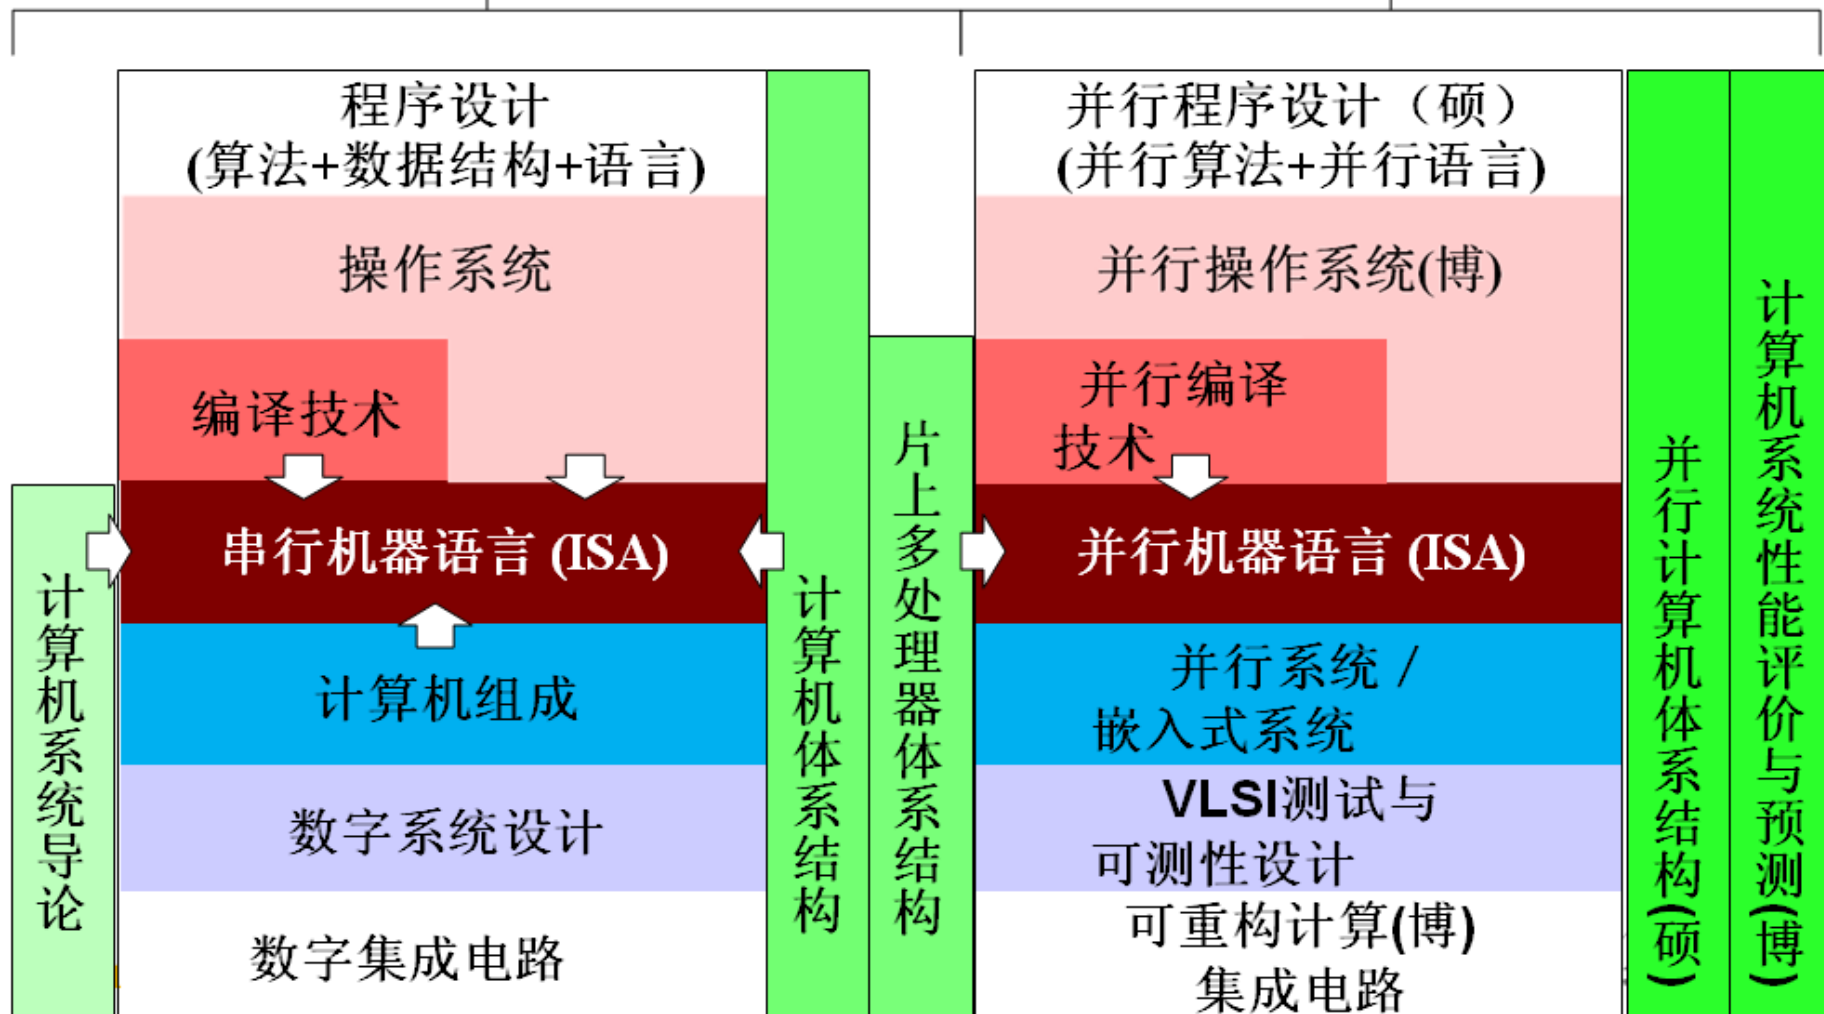 程序设计
(算法+数据结构+语言)
操作系统
编译技术
串行机器语言 (ISA)
计算机组成
数字系统设计
数字集成电路
计算机系统导论
计算机体系结构
片上多处理器体系结构
并行程序设计（硕）
(并行算法+并行语言)
并行操作系统(博)
并行编译
技术
并行机器语言 (ISA)
并行系统 /
嵌入式系统
VLSI测试与
可测性设计
可重构计算(博)
集成电路
并行计算机体系结构(硕)
计算机系统性能评价与预测(博)